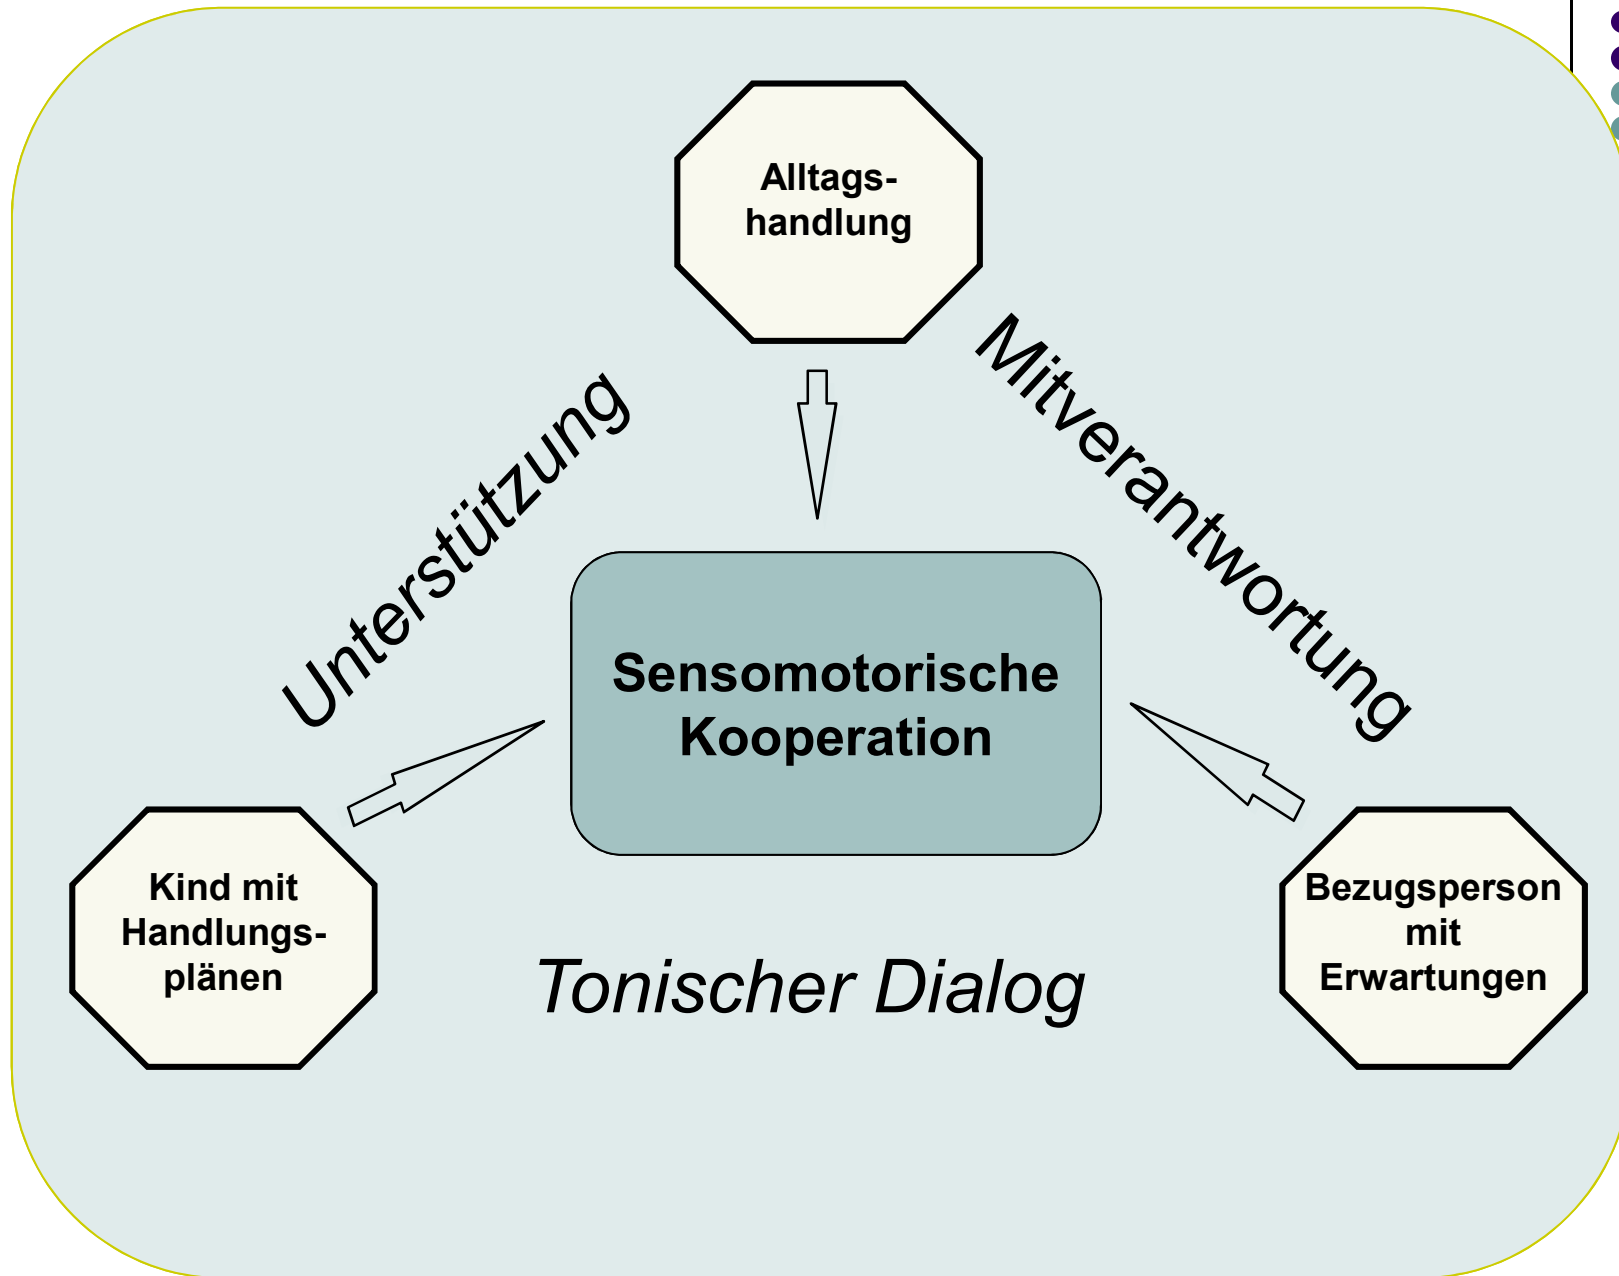 Alltags-
handlung
Unterstützung
Mitverantwortung
Sensomotorische
Kooperation
Kind mit
Handlungs-
plänen
Bezugsperson
mit
Erwartungen
Tonischer Dialog